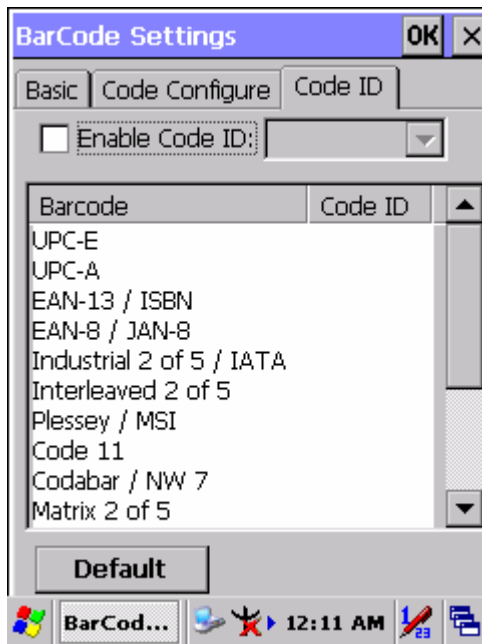 BarCode Settings OK ×
Basic Code Configure Code ID
Enable Code ID:
Barcode Code ID
UPC-E
UPC-A
EAN-13 / ISBN
EAN-8 / JAN-8
Industrial 2 of 5 / IATA
Interleaved 2 of 5
Plessey / MSI
Code 11
Codabar / NW 7
Matrix 2 of 5
Default
BarCod... 12:11 AM 123